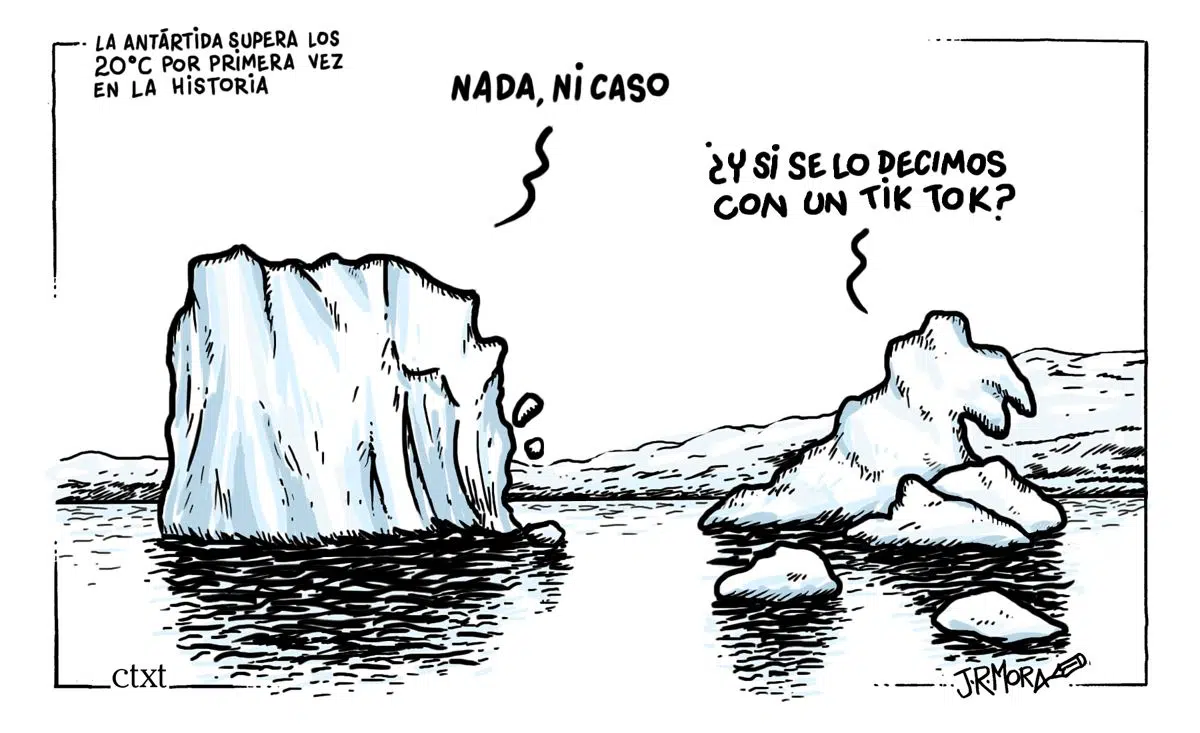 LA ANTÁRTIDA SUPERA LOS
20°C POR PRIMERA VEZ
EN LA HISTORIA
NADA, NI CASO
¿Y SI SE LO DECIMOS
CON UN TIK TOK?
ctxt
J.R.MORA